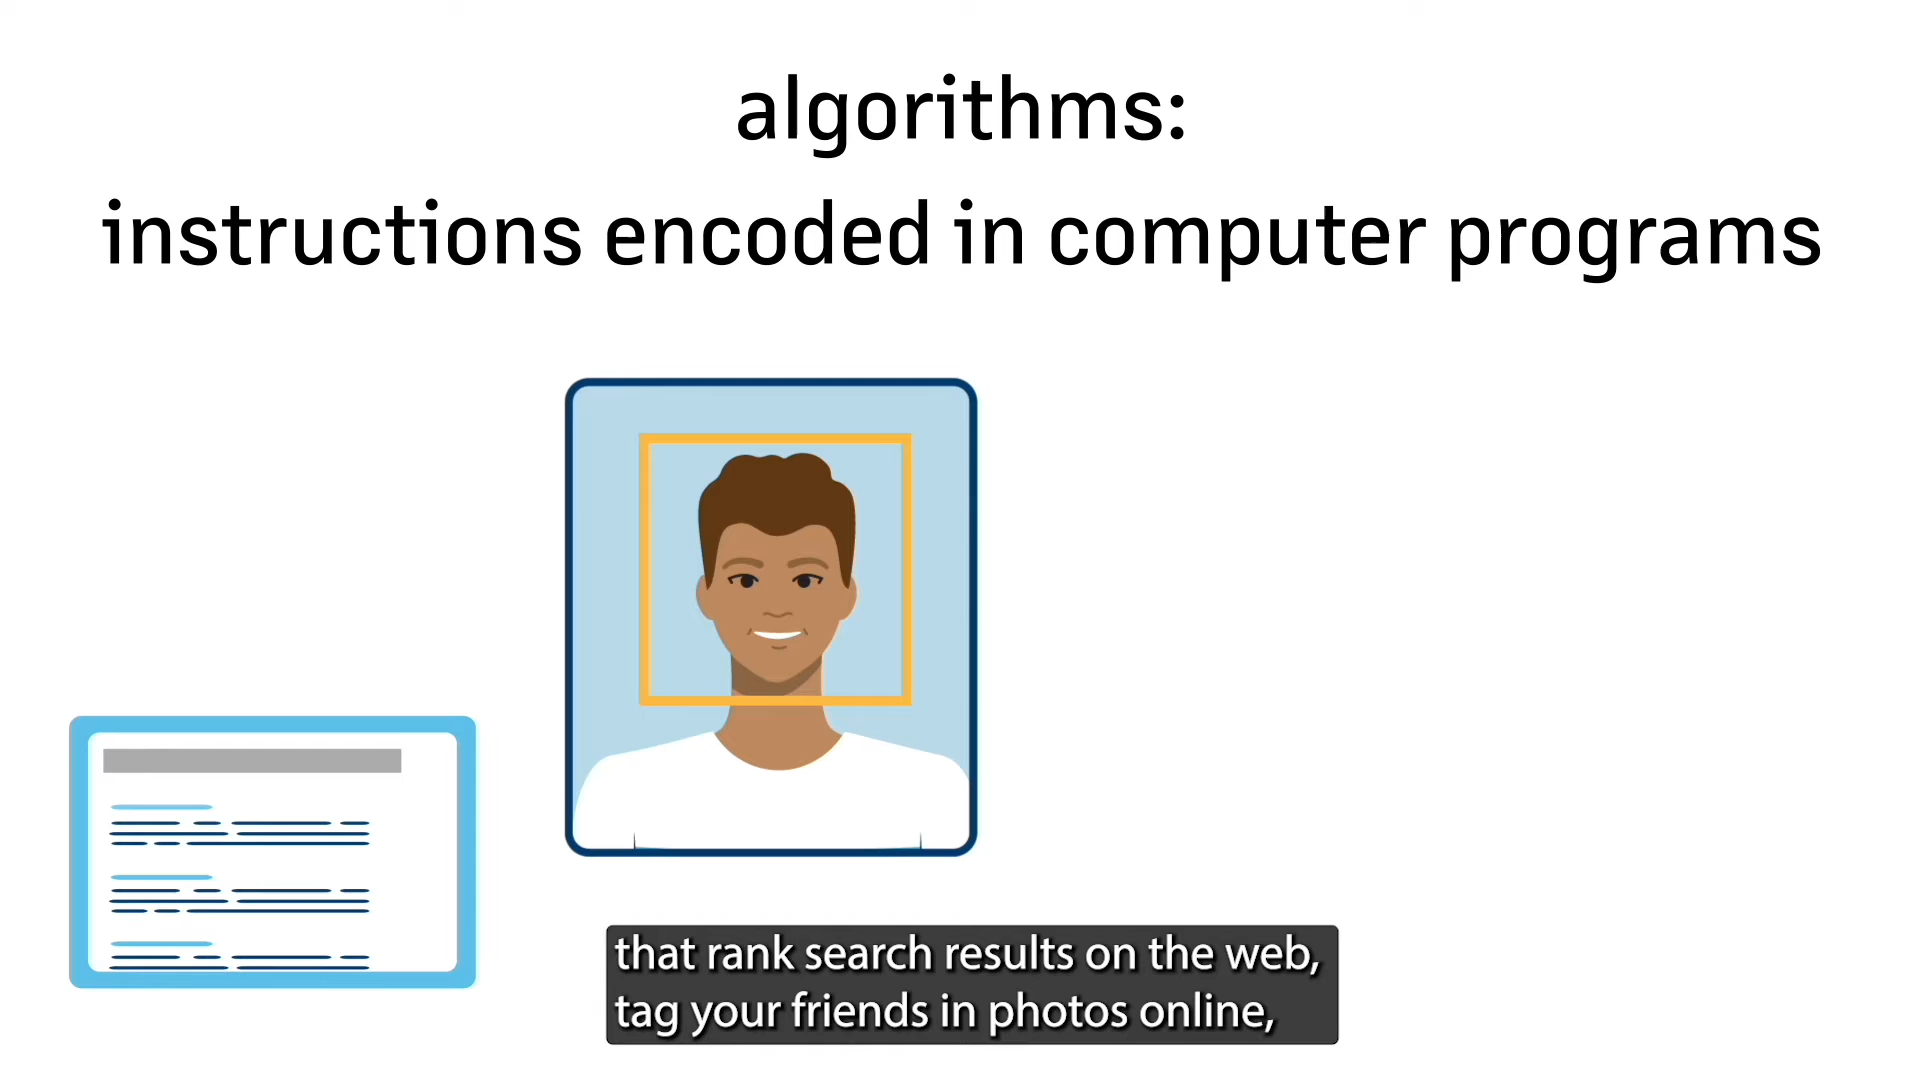 algorithms:
instructions encoded in computer programs
that rank search results on the web,
tag your friends in photos online,